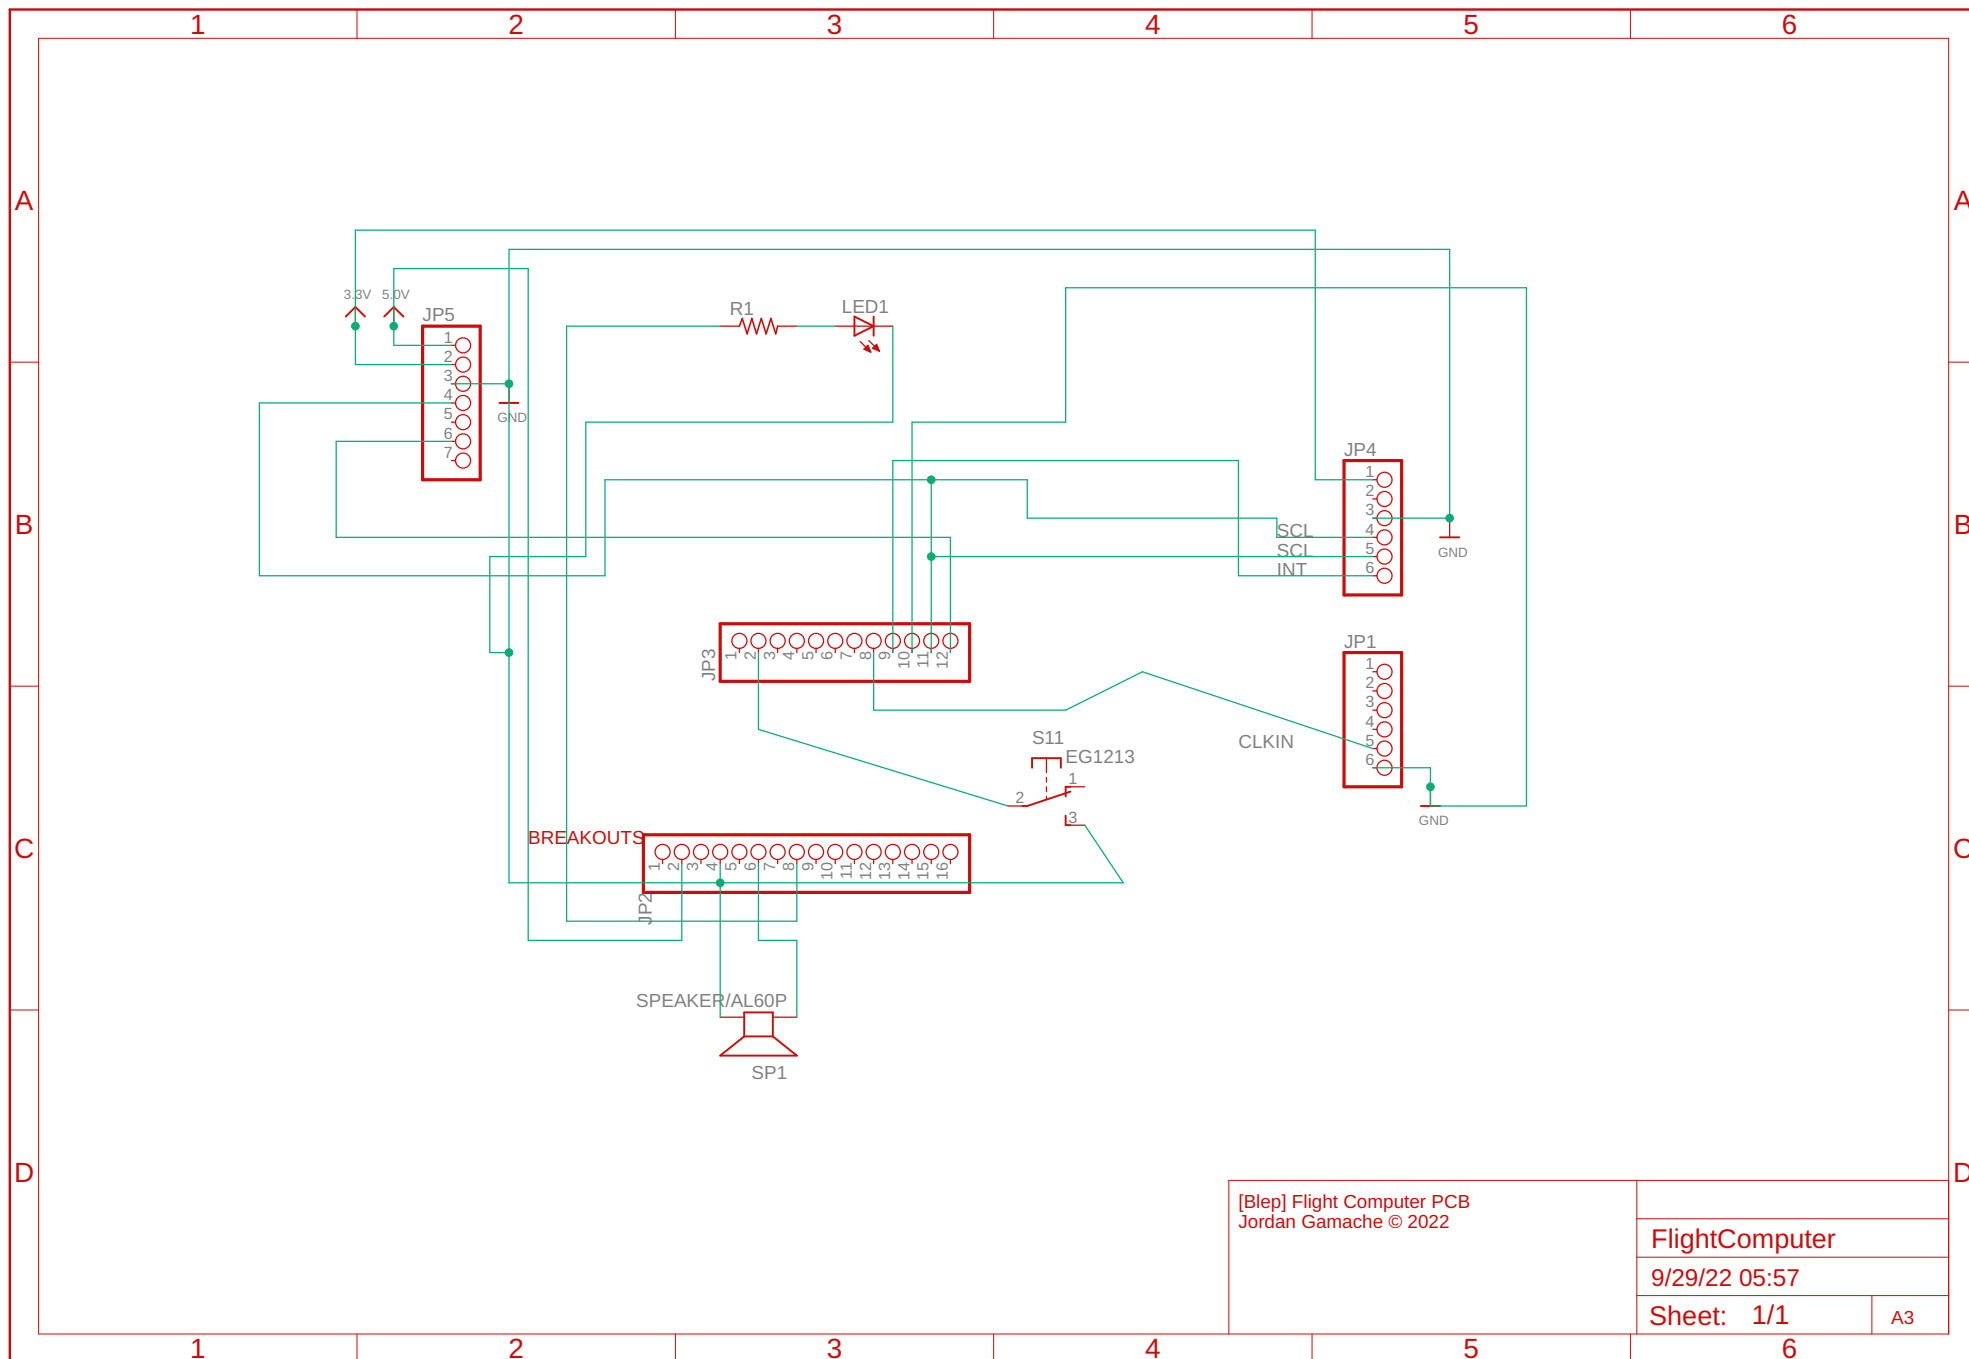 1 2 3 4 5 6
A A
3.3V 5.0V
JP5
1
2
3
4
5
6
7
GND
R1
LED1
JP4
1
2
3
4
5
6
SCL
SCL
INT
GND
B B
JP3
1 2 3 4 5 6 7 8 9 10 11 12
JP1
1
2
3
4
5
6
CLKIN
GND
S11
EG1213
1
2
3
BREAKOUTS
C C
1 2 3 4 5 6 7 8 9 10 11 12 13 14 15 16
JP2
SPEAKER/AL60P
SP1
D D
[Blep] Flight Computer PCB
Jordan Gamache © 2022
FlightComputer
9/29/22 05:57
Sheet: 1/1
A3
1 2 3 4 5 6